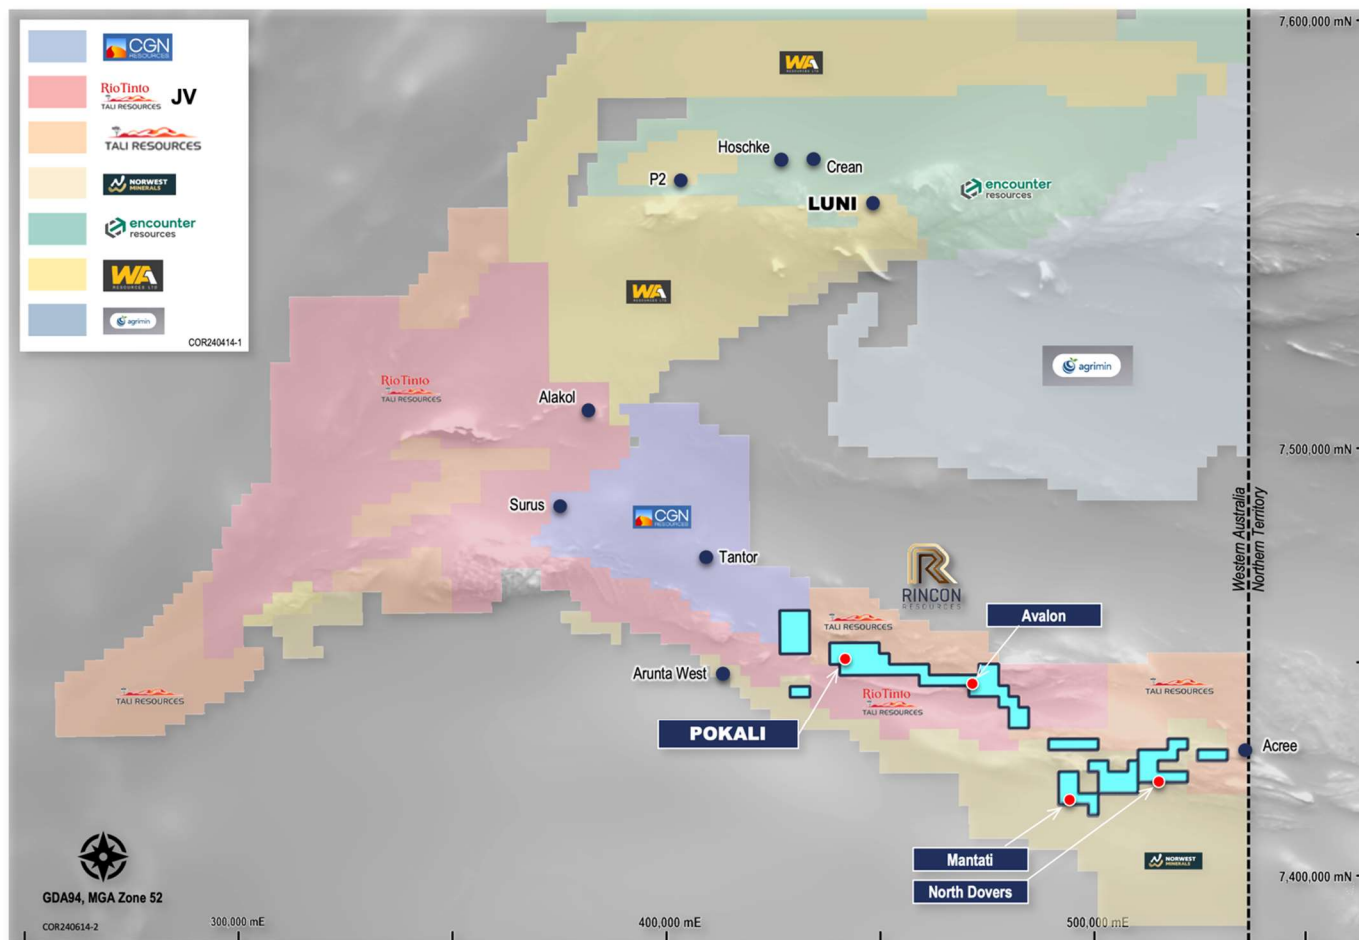 CGN
RESOURCES
RioTinto
TALI RESOURCES
JV
TALI RESOURCES
NORWEST
MINERALS
encounter
resources
WA
RESOURCES LTD
agrimin
COR240414-1
7,600,000 mN
WA
Hoschke
Crean
P2
LUNI
encounter
resources
WA
RESOURCES LTD
agrimin
RioTinto
TALI RESOURCES
Alakol
7,500,000 mN
Surus
CGN
RESOURCES
Tantor
Western Australia
Northern Territory
RINCON
RESOURCES
Avalon
TALI RESOURCES
Arunta West
RioTinto
TALI RESOURCES
TALI RESOURCES
TALI RESOURCES
POKALI
Acree
Mantati
NORWEST
MINERALS
North Dovers
7,400,000 mN
GDA94, MGA Zone 52
COR240614-2
300,000 mE
400,000 mE
500,000 mE